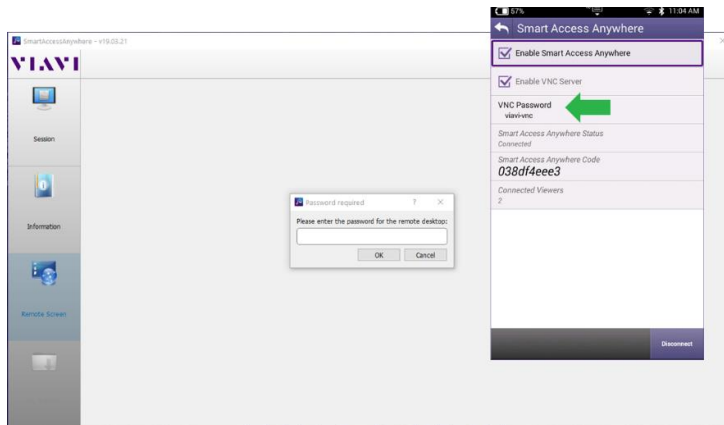 57%
11:04 AM
Smart Access Anywhere
SmartAccessAnywhere - v19.03.21
VIAVI
Enable Smart Access Anywhere
Enable VNC Server
VNC Password
viavi-vnc
Session
Smart Access Anywhere Status
Connected
Smart Access Anywhere Code
038df4eee3
Connected Viewers
2
Password required
Please enter the password for the remote desktop:
OK
Cancel
Information
Remote Screen
Disconnect